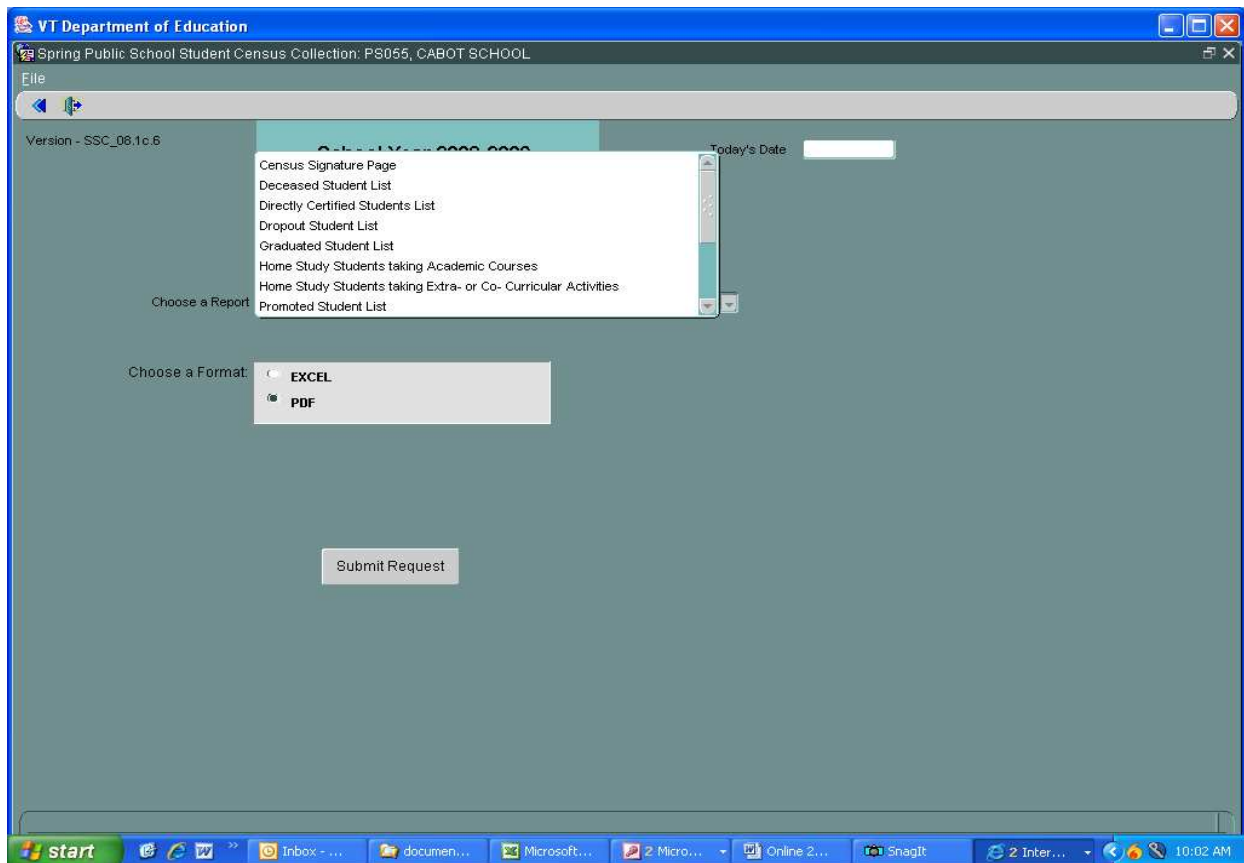 VT Department of Education
Spring Public School Student Census Collection: PS055, CABOT SCHOOL
File
Version - SSC_08.1c.6
Today's Date
Census Signature Page
Deceased Student List
Directly Certified Students List
Dropout Student List
Graduated Student List
Home Study Students taking Academic Courses
Home Study Students taking Extra- or Co- Curricular Activities
Choose a Report
Promoted Student List
Choose a Format:
EXCEL
PDF
Submit Request
start
Inbox - ...
documen...
Microsoft...
2 Micro...
Online 2...
SnagIt
2 Inter...
10:02 AM